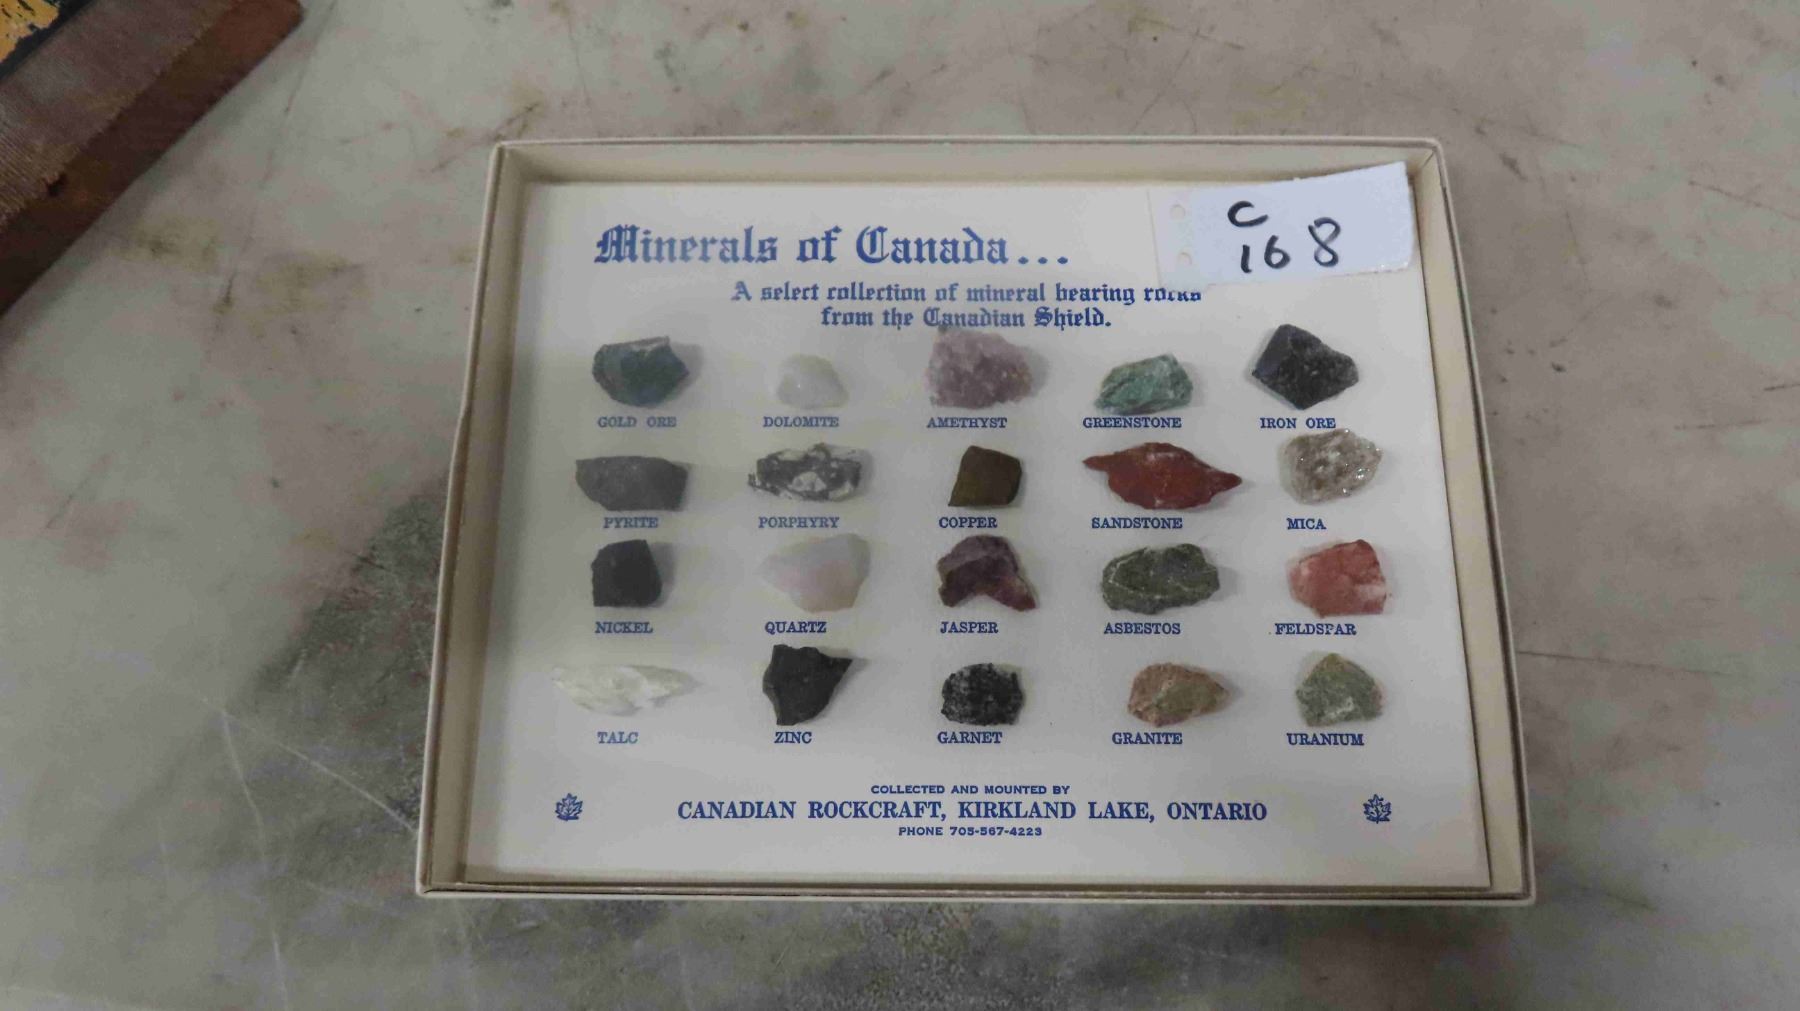 C
168
Minerals of Canada...
A select collection of mineral bearing rocks
from the Canadian Shield.
GOLD ORE DOLOMITE AMETHYST GREENSTONE IRON ORE
PYRITE PORPHYRY COPPER SANDSTONE MICA
NICKEL QUARTZ JASPER ASBESTOS FELDSPAR
TALC ZINC GARNET GRANITE URANIUM
COLLECTED AND MOUNTED BY
CANADIAN ROCKCRAFT, KIRKLAND LAKE, ONTARIO
PHONE 705-567-4223